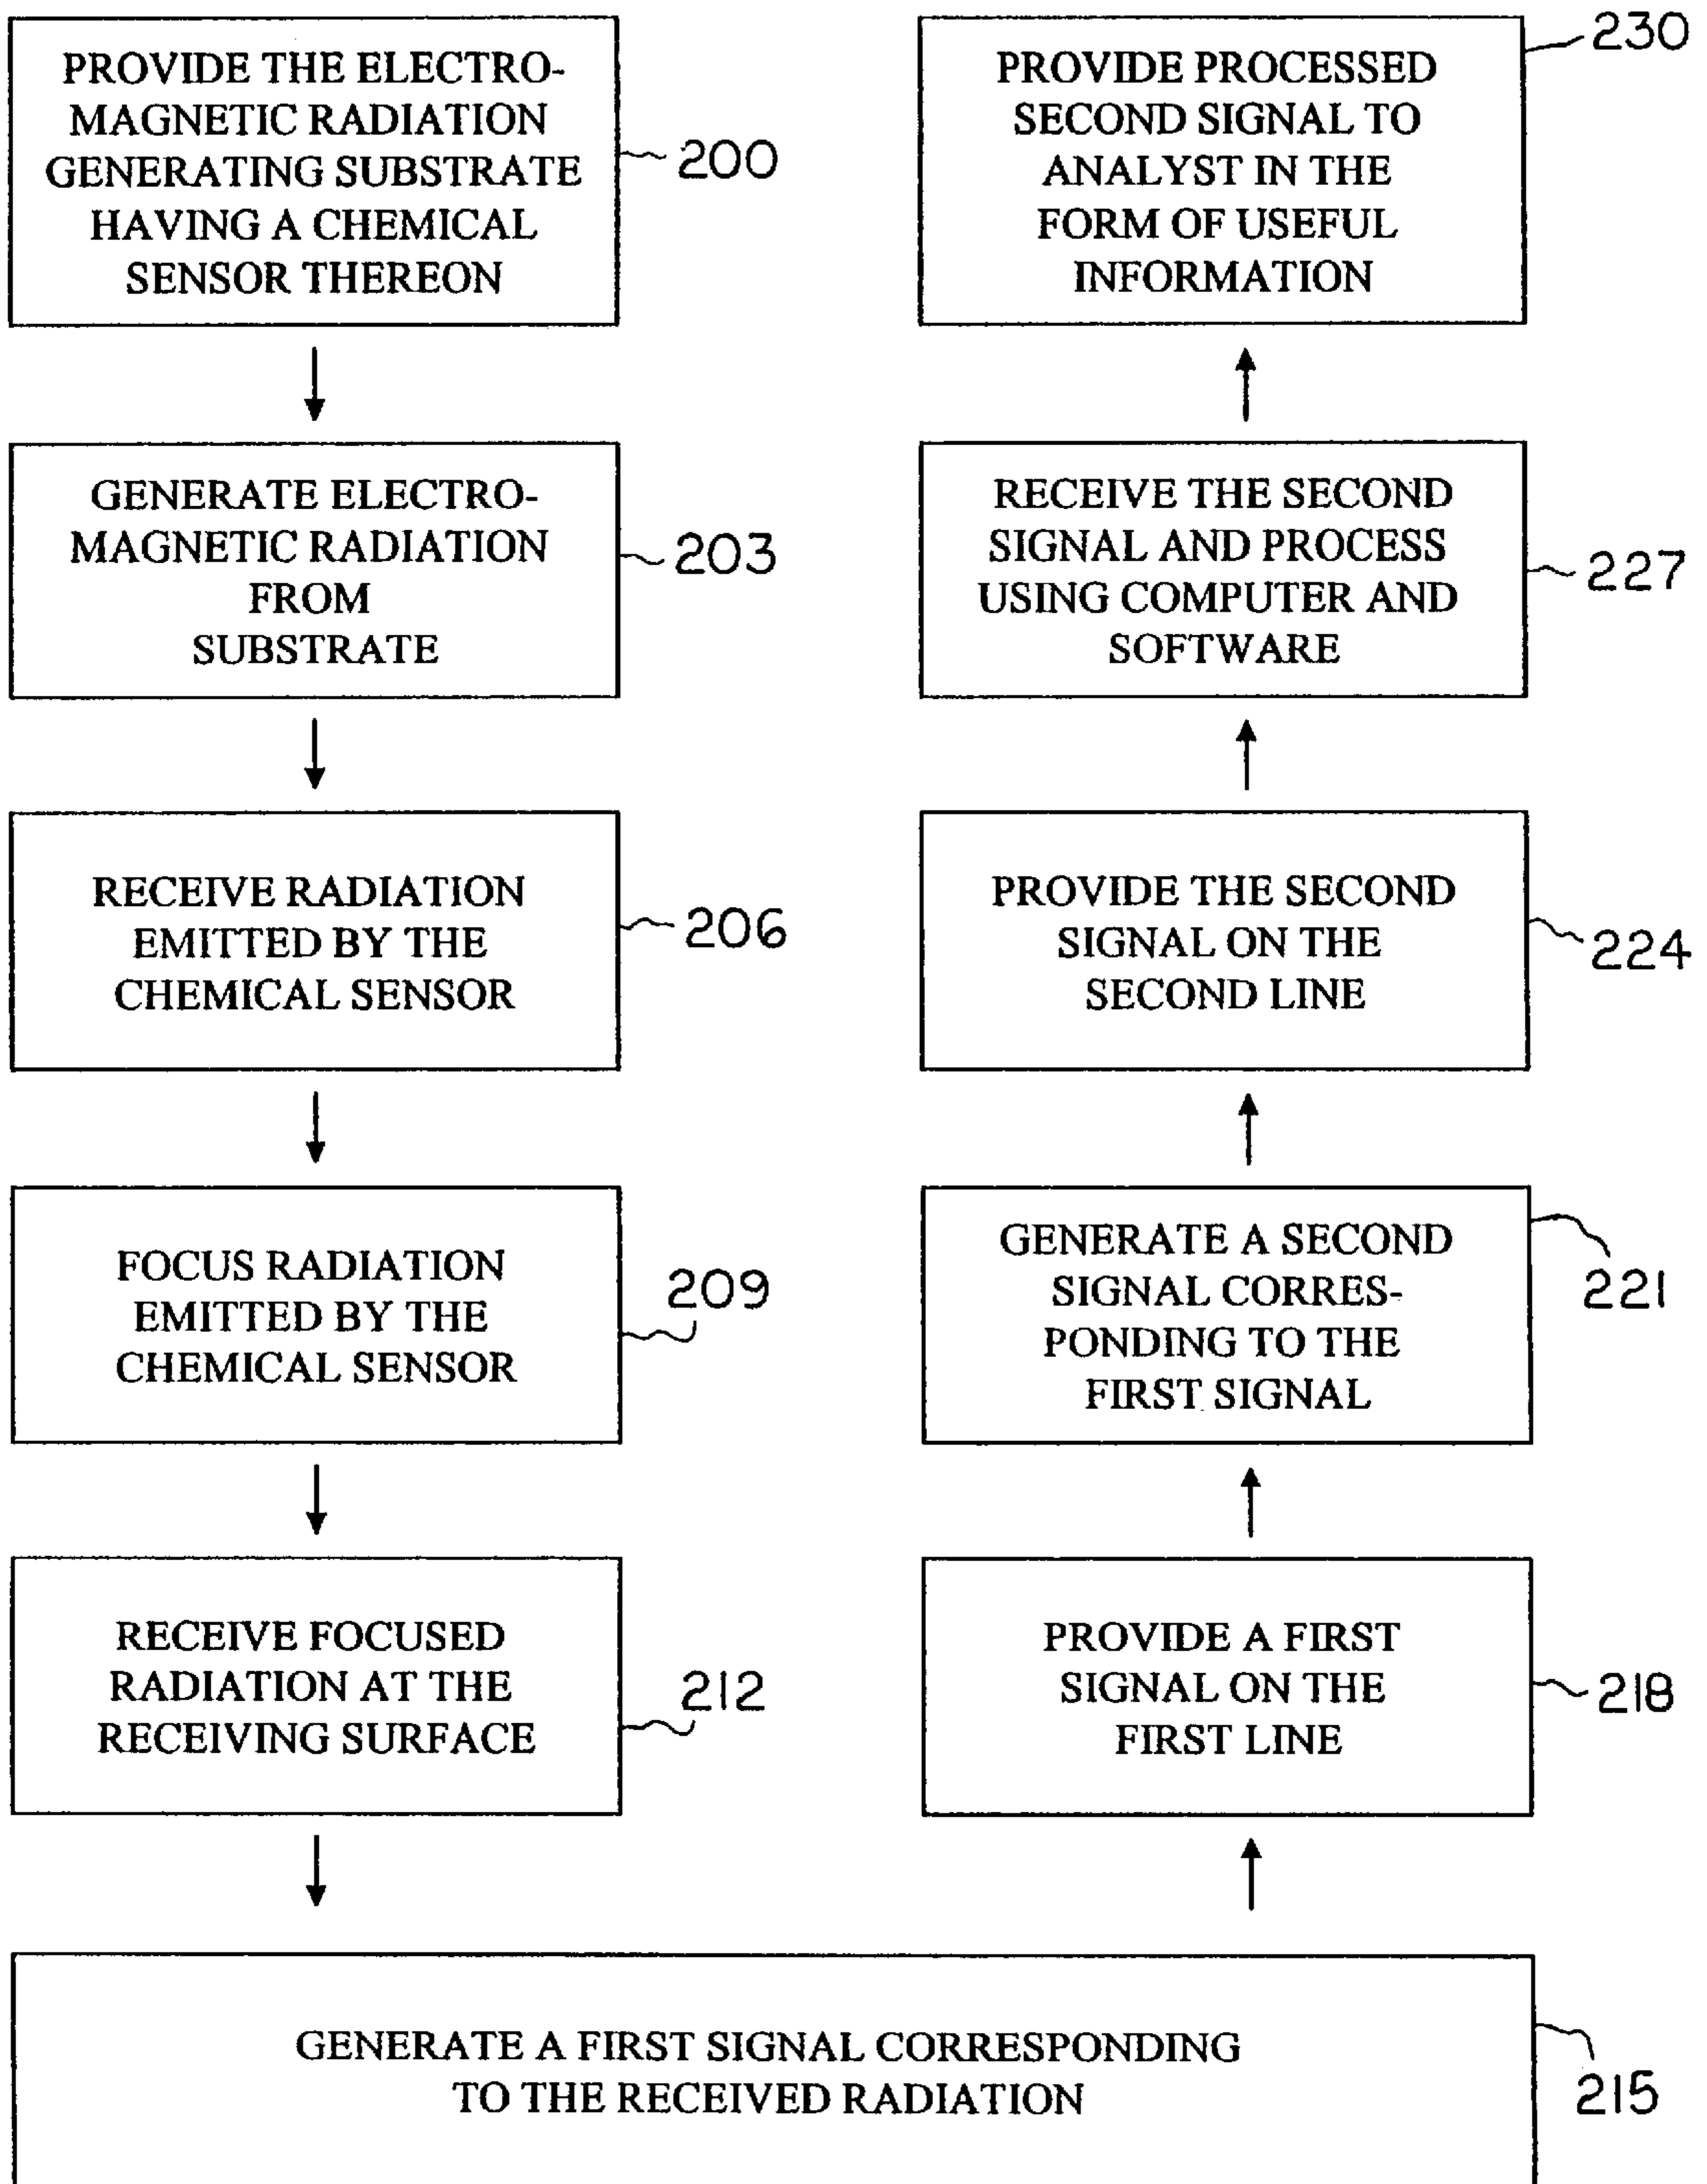 PROVIDE THE ELECTRO-
MAGNETIC RADIATION
GENERATING SUBSTRATE
HAVING A CHEMICAL
SENSOR THEREON
200
GENERATE ELECTRO-
MAGNETIC RADIATION
FROM
SUBSTRATE
203
RECEIVE RADIATION
EMITTED BY THE
CHEMICAL SENSOR
206
FOCUS RADIATION
EMITTED BY THE
CHEMICAL SENSOR
209
RECEIVE FOCUSED
RADIATION AT THE
RECEIVING SURFACE
212
GENERATE A FIRST SIGNAL CORRESPONDING
TO THE RECEIVED RADIATION
215
PROVIDE A FIRST
SIGNAL ON THE
FIRST LINE
218
GENERATE A SECOND
SIGNAL CORRES-
PONDING TO THE
FIRST SIGNAL
221
PROVIDE THE SECOND
SIGNAL ON THE
SECOND LINE
224
RECEIVE THE SECOND
SIGNAL AND PROCESS
USING COMPUTER AND
SOFTWARE
227
PROVIDE PROCESSED
SECOND SIGNAL TO
ANALYST IN THE
FORM OF USEFUL
INFORMATION
230